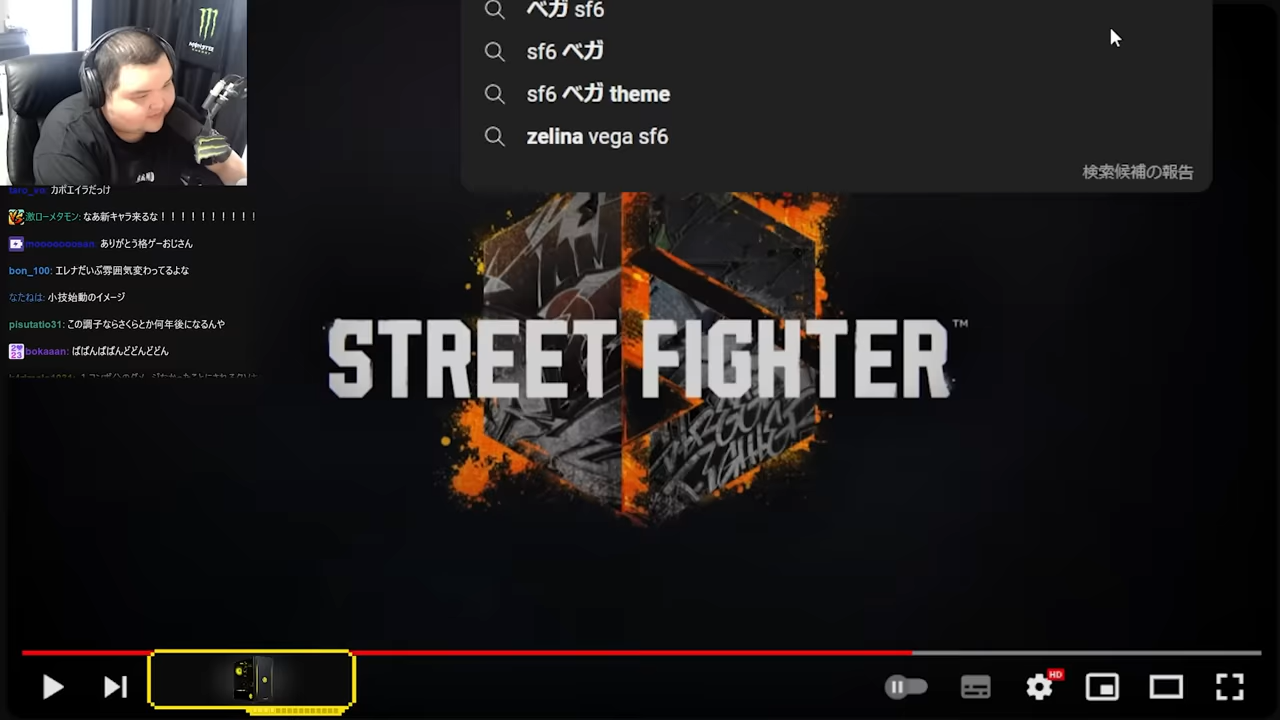 ベガ sf6
sf6 ベガ
sf6 ベガ theme
zelina vega sf6
検索候補の報告
taro_iro: カポエイラだっけ
激ローメタモン: なあ新キャラ来るな！！！！！！！！！！
ありがとう格ゲーおじさん
bon_100: エレナだいぶ雰囲気変わってるよな
なたねは: 小技始動のイメージ
pisutatio31: この調子ならさくらとか何年後になるんや
bokaaan: ばばんばばんどどんどどん
STREET FIGHTER™
HD